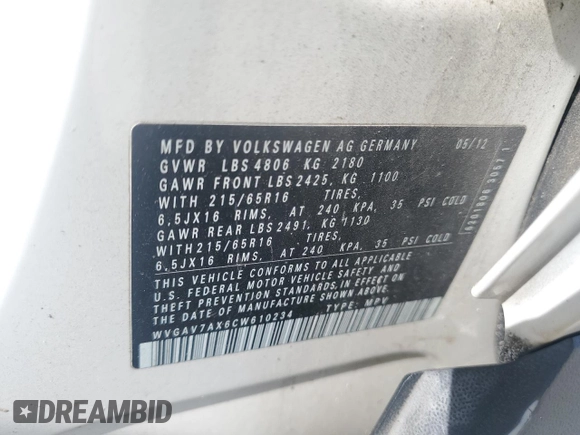 MFD BY VOLKSWAGEN AG GERMANY 05/12
GVWR LBS 4806 KG 2180
GAWR FRONT LBS 2425, KG 1100
WITH 215/65R16 TIRES,
6,5JX16 RIMS, AT 240 KPA, 35 PSI COLD
GAWR REAR LBS 2491, KG 1130
WITH 215/65R16 TIRES,
6,5JX16 RIMS, AT 240 KPA, 35 PSI COLD
THIS VEHICLE CONFORMS TO ALL APPLICABLE
U.S. FEDERAL MOTOR VEHICLE SAFETY AND
THEFT PREVENTION STANDARDS, IN EFFECT ON
THE DATE OF MANUFACTURE SHOWN ABOVE.
WVGAV7AX6CW610234 TYPE: MPV
DREAMBID